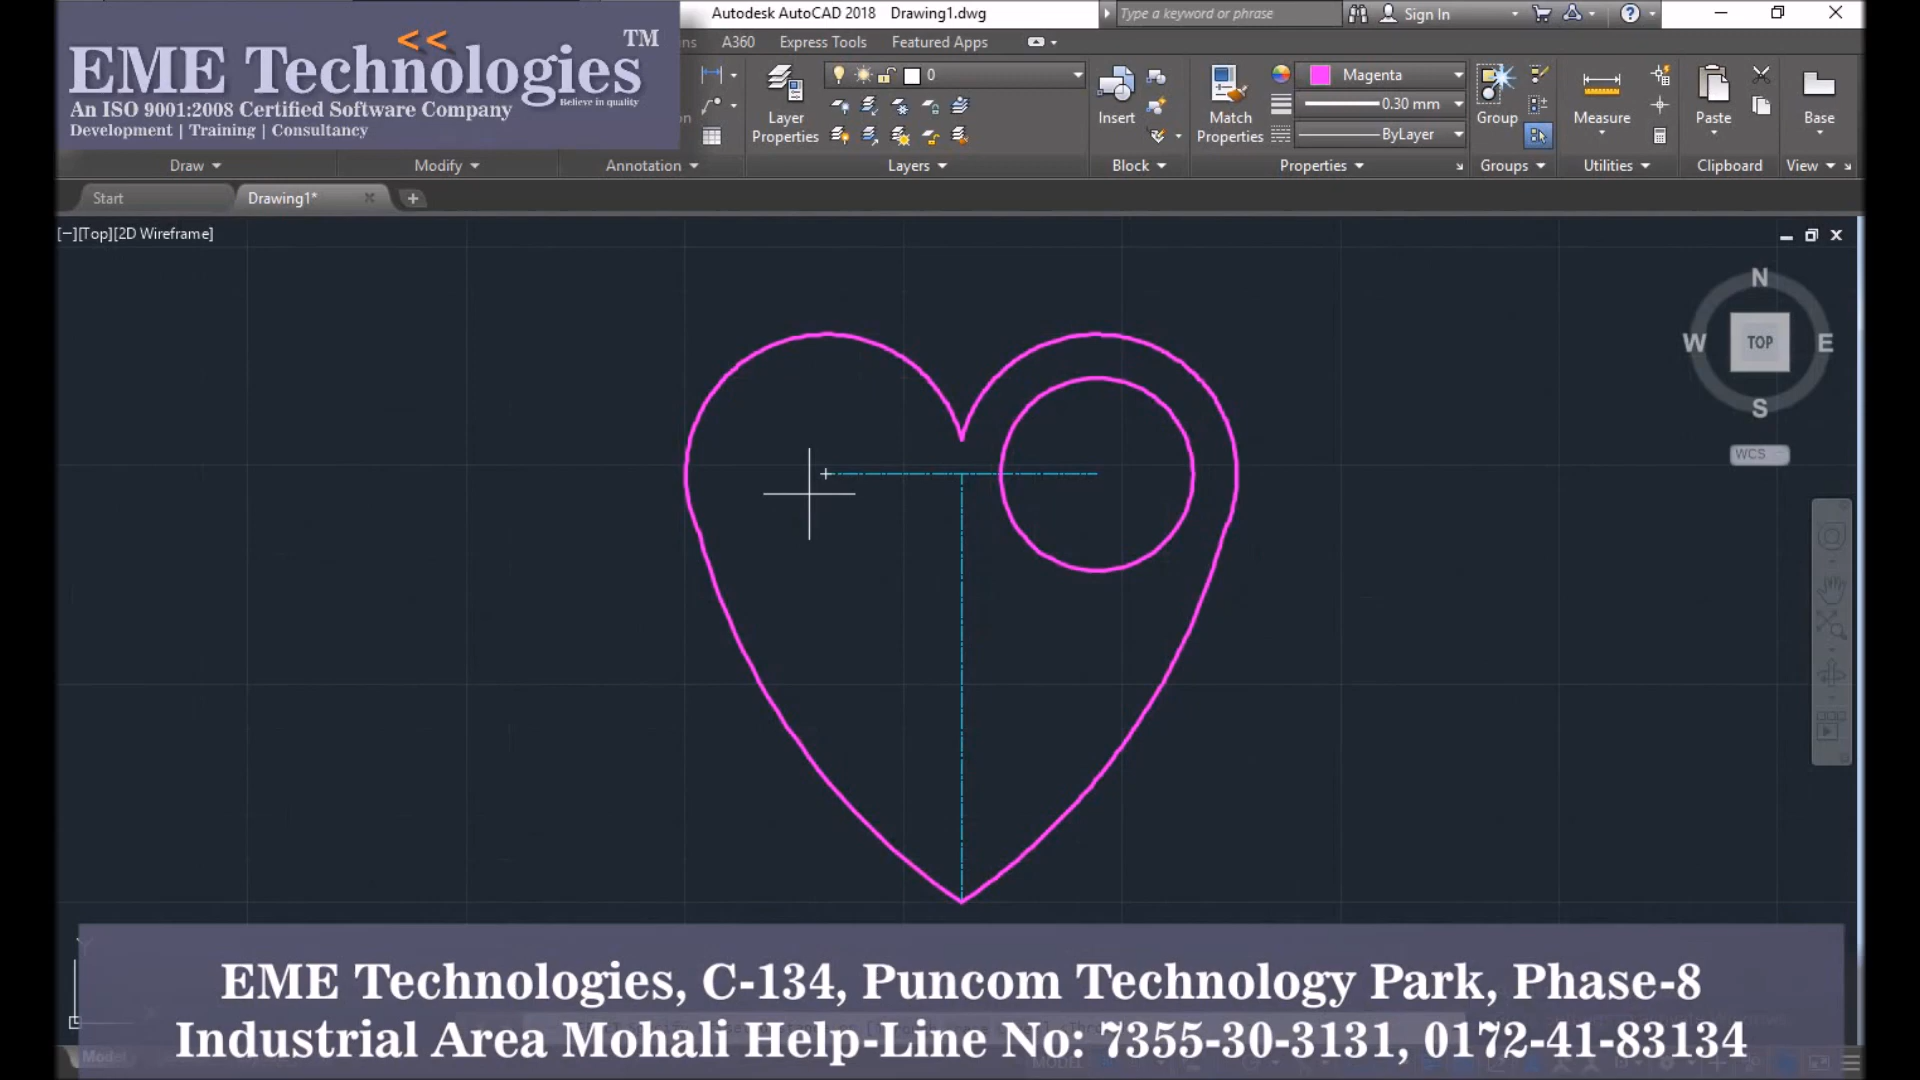 Autodesk AutoCAD 2018 Drawing1.dwg
Type a keyword or phrase
Sign In
EME Technologies
TM
<<
An ISO 9001:2008 Certified Software Company
Believe in quality
Development | Training | Consultancy
A360
Express Tools
Featured Apps
0
Layer
Properties
Insert
Match
Properties
Magenta
0.30 mm
ByLayer
Group
Measure
Paste
Base
Draw
Modify
Annotation
Layers
Block
Properties
Groups
Utilities
Clipboard
View
Start
Drawing1*
[−][Top][2D Wireframe]
N
W
TOP
E
S
WCS
EME Technologies, C-134, Puncom Technology Park, Phase-8
Industrial Area Mohali Help-Line No: 7355-30-3131, 0172-41-83134
Model
MODEL